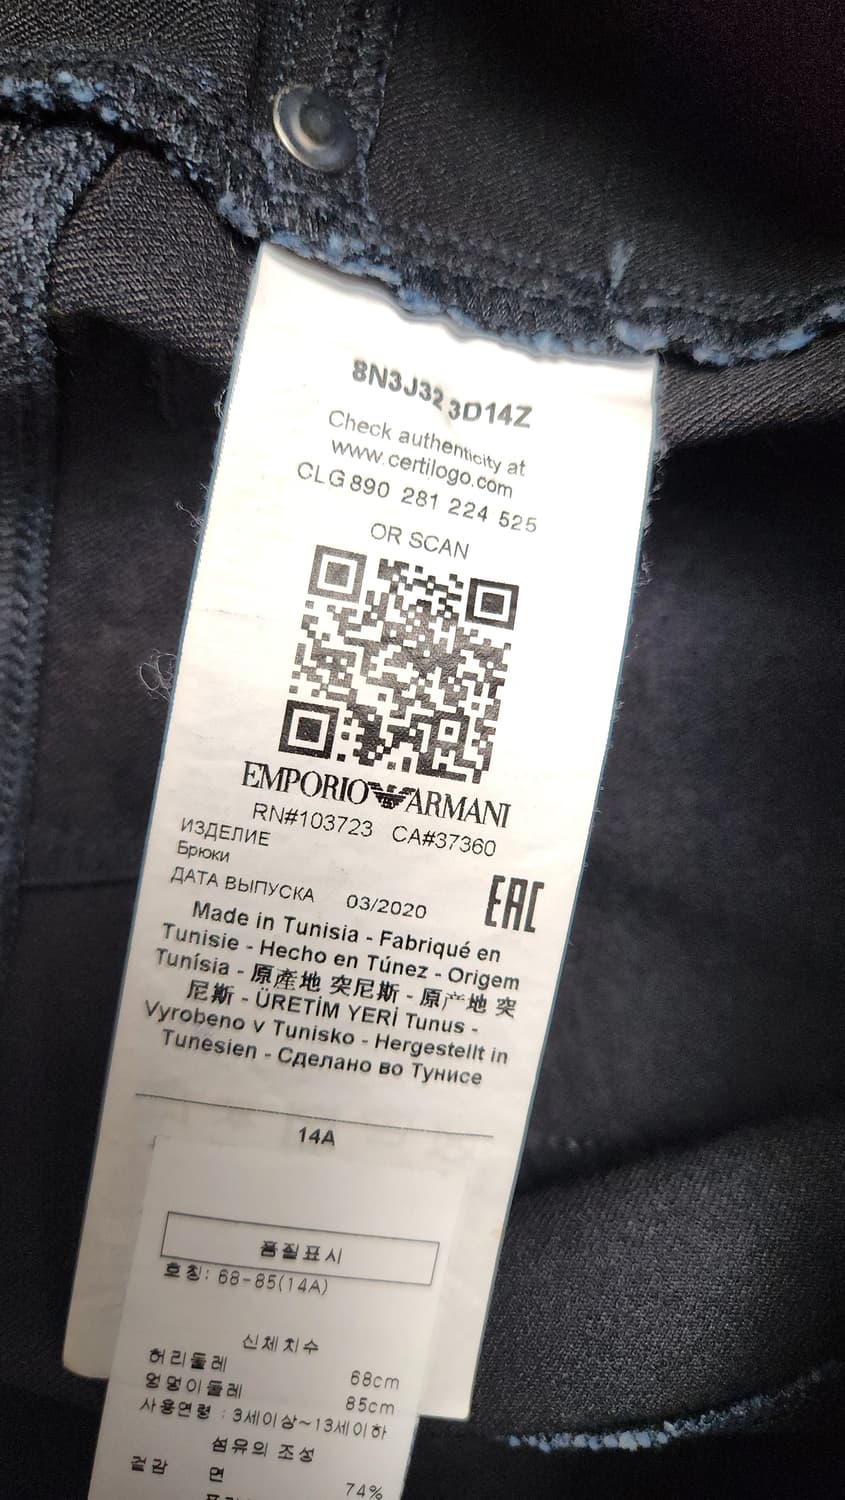 8N3J32 3D14Z
Check authenticity at
www.certilogo.com
CLG 890 281 224 525
OR SCAN
EMPORIO ARMANI
RN#103723 CA#37360
ИЗДЕЛИЕ
Брюки
ДАТА ВЫПУСКА 03/2020
EAC
Made in Tunisia - Fabriqué en
Tunisie - Hecho en Túnez - Origem
Tunísia - 原產地 突尼斯 - 原产地 突
尼斯 - ÜRETİM YERİ Tunus -
Vyrobeno v Tunisko - Hergestellt in
Tunesien - Сделано во Тунисе
14A
품질표시
호칭: 68-85(14A)
신체치수
허리둘레 68cm
엉덩이둘레 85cm
사용연령 : 3세이상~13세이하
섬유의 조성
겉감 면 74%